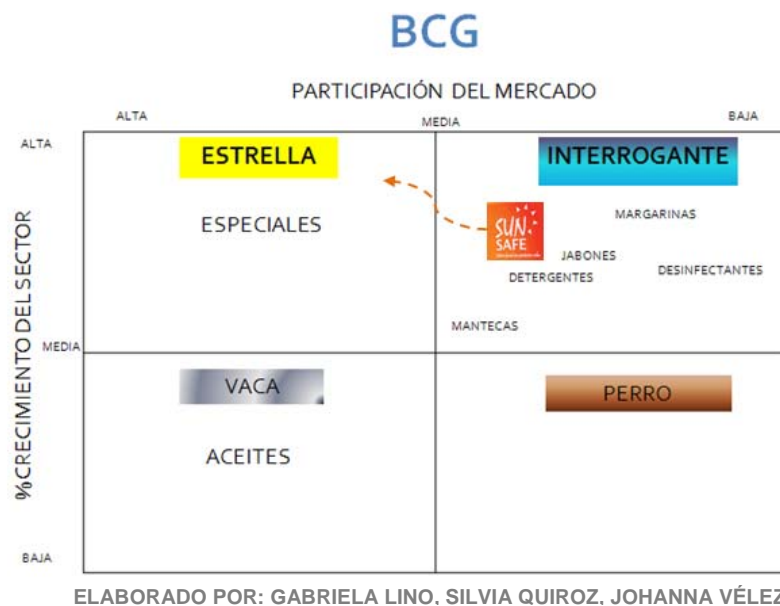 BCG
PARTICIPACIÓN DEL MERCADO
ALTA
MEDIA
BAJA
ALTA
ESTRELLA
INTERROGANTE
ESPECIALES
SUN
SAFE
MARGARINAS
JABONES
DETERGENTES
DESINFECTANTES
MANTECAS
%CRECIMIENTO DEL SECTOR
MEDIA
VACA
PERRO
ACEITES
BAJA
ELABORADO POR: GABRIELA LINO, SILVIA QUIROZ, JOHANNA VÉLEZ